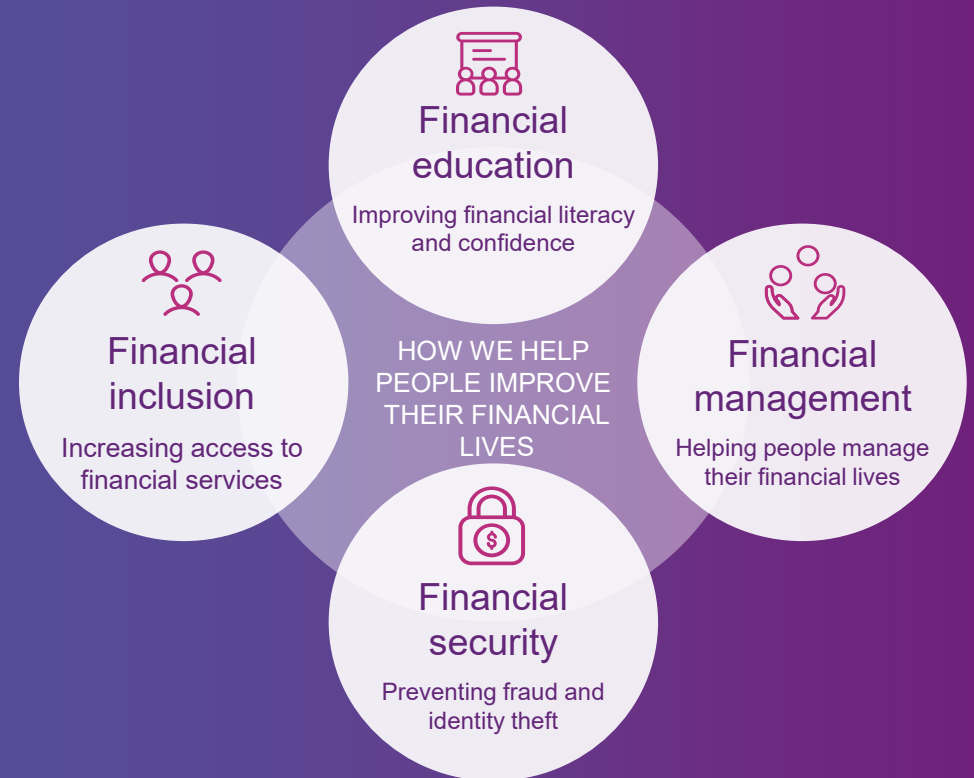 Financial
education
Improving financial literacy
and confidence
Financial
inclusion
Increasing access to
financial services
HOW WE HELP
PEOPLE IMPROVE
THEIR FINANCIAL
LIVES
Financial
management
Helping people manage
their financial lives
$
Financial
security
Preventing fraud and
identity theft